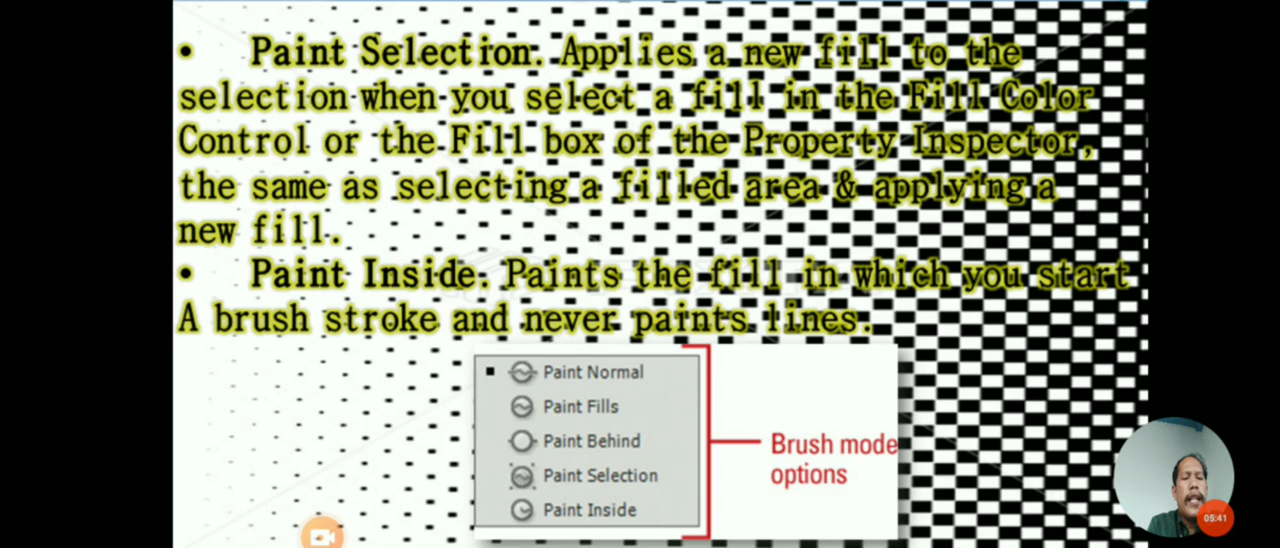 • Paint Selection. Applies a new fill to the
selection when you select a fill in the Fill Color
Control or the Fill box of the Property Inspector,
the same as selecting a filled area & applying a
new fill.
• Paint Inside. Paints the fill in which you start
A brush stroke and never paints lines.
Paint Normal
Paint Fills
Paint Behind
Paint Selection
Paint Inside
Brush mode
options
05:41